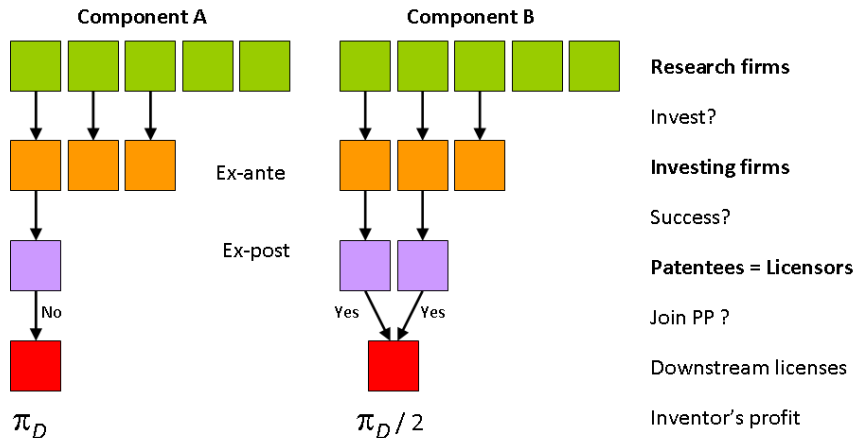 Component A
Component B
Research firms
Invest?
Ex-ante
Investing firms
Success?
Ex-post
Patentees = Licensors
No
Yes
Yes
Join PP ?
Downstream licenses
π_D
π_D / 2
Inventor's profit